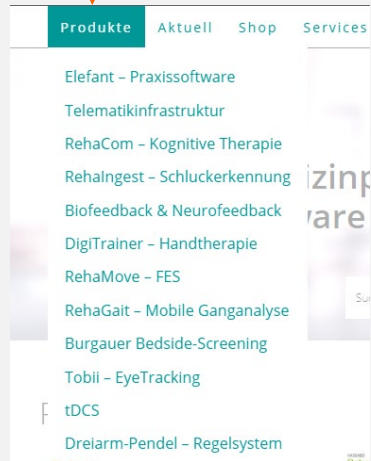 Produkte Aktuell Shop Services
Elefant – Praxissoftware
Telematikinfrastruktur
RehaCom – Kognitive Therapie
RehaIngest – Schluckerkennung
Biofeedback & Neurofeedback
DigiTrainer – Handtherapie
RehaMove – FES
RehaGait – Mobile Ganganalyse
Burgauer Bedside-Screening
Tobii – EyeTracking
tDCS
Dreiarm-Pendel – Regelsystem